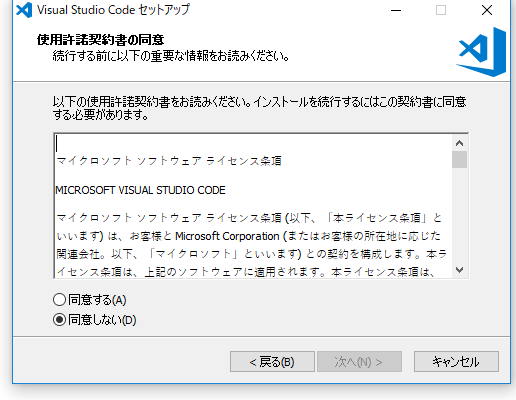 Visual Studio Code セットアップ
使用許諾契約書の同意
続行する前に以下の重要な情報をお読みください。
以下の使用許諾契約書をお読みください。インストールを続行するにはこの契約書に同意
する必要があります。
マイクロソフト ソフトウェア ライセンス条項
MICROSOFT VISUAL STUDIO CODE
マイクロソフト ソフトウェア ライセンス条項 (以下、「本ライセンス条項」と
いいます) は、お客様と Microsoft Corporation (またはお客様の所在地に応じた
関連会社。以下、「マイクロソフト」といいます) との契約を構成します。本ラ
イセンス条項は、上記のソフトウェアに適用されます。本ライセンス条項は、
同意する(A)
同意しない(D)
< 戻る(B)
次へ(N) >
キャンセル